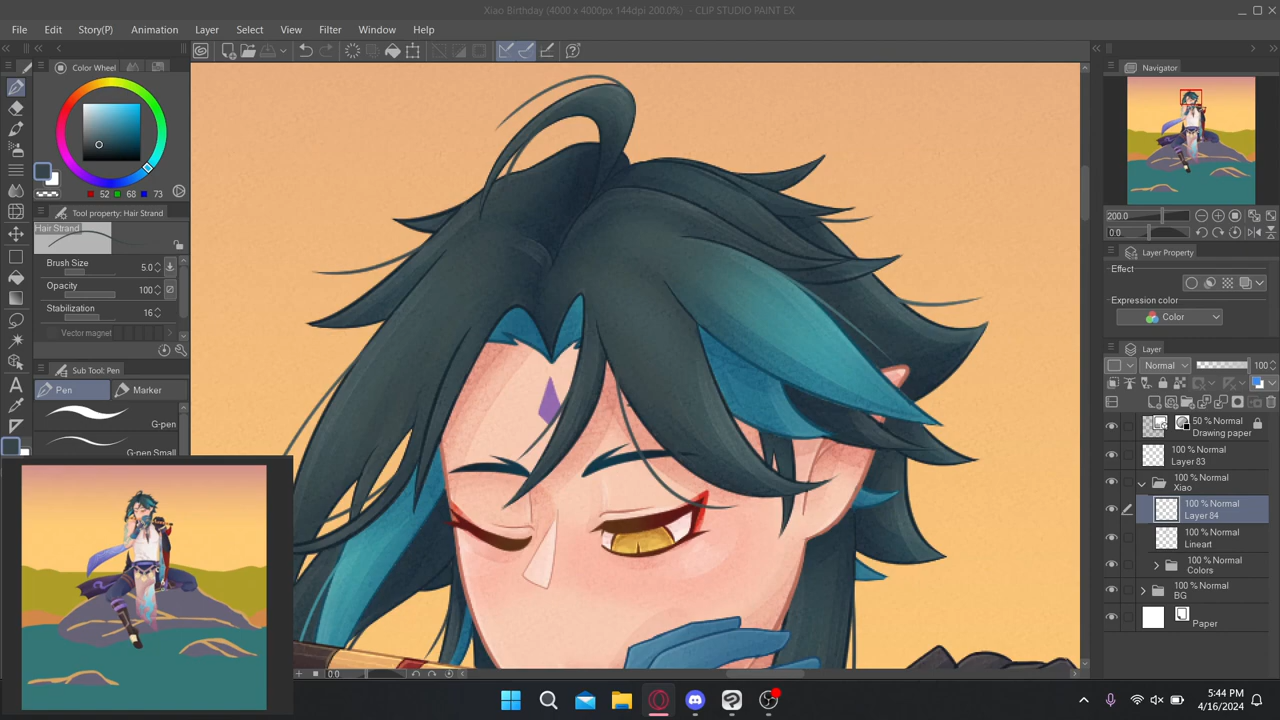 Xiao Birthday (4000 x 4000px 144dpi 200.0%) - CLIP STUDIO PAINT EX
File Edit Story(P) Animation Layer Select View Filter Window Help
Color Wheel
52 68 73
Tool property: Hair Strand
Hair Strand
Brush Size 5.0
Opacity 100
Stabilization 16
Vector magnet
Sub Tool: Pen
Pen Marker
G-pen
G-pen Small
0.0
Navigator
200.0
0.0
Layer Property
Effect
Expression color
Color
Layer
Normal 100
50 % Normal
Drawing paper
100 % Normal
Layer 83
100 % Normal
Xiao
100 % Normal
Layer 84
100 % Normal
Lineart
100 % Normal
Colors
100 % Normal
BG
Paper
5:44 PM
4/16/2024